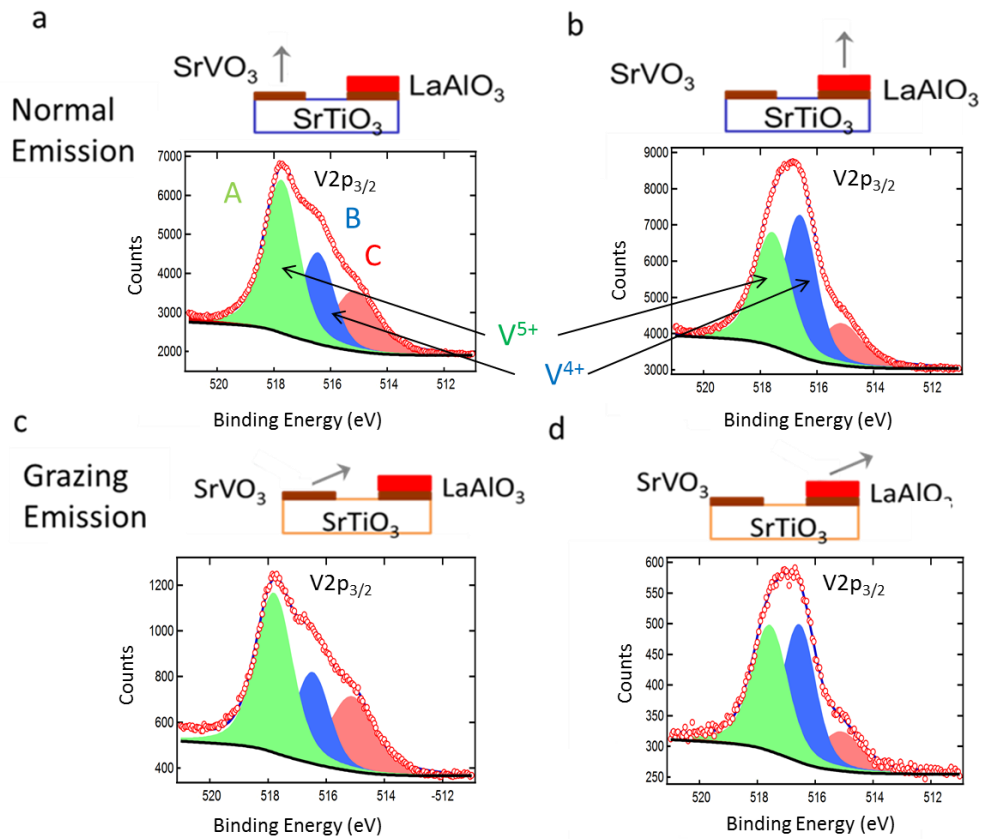 a
SrVO₃
LaAlO₃
SrTiO₃
Normal
Emission
7000
6000
5000
4000
3000
2000
Counts
A
V2p₃/₂
B
C
520
518
516
514
512
Binding Energy (eV)
b
SrVO₃
LaAlO₃
SrTiO₃
9000
8000
7000
6000
5000
4000
3000
Counts
V2p₃/₂
520
518
516
514
512
Binding Energy (eV)
V⁵⁺
V⁴⁺
c
Grazing
Emission
SrVO₃
LaAlO₃
SrTiO₃
1200
1000
800
600
400
Counts
V2p₃/₂
520
518
516
514
-512
Binding Energy (eV)
d
SrVO₃
LaAlO₃
SrTiO₃
600
550
500
450
400
350
300
250
Counts
V2p₃/₂
520
518
516
514
512
Binding Energy (eV)